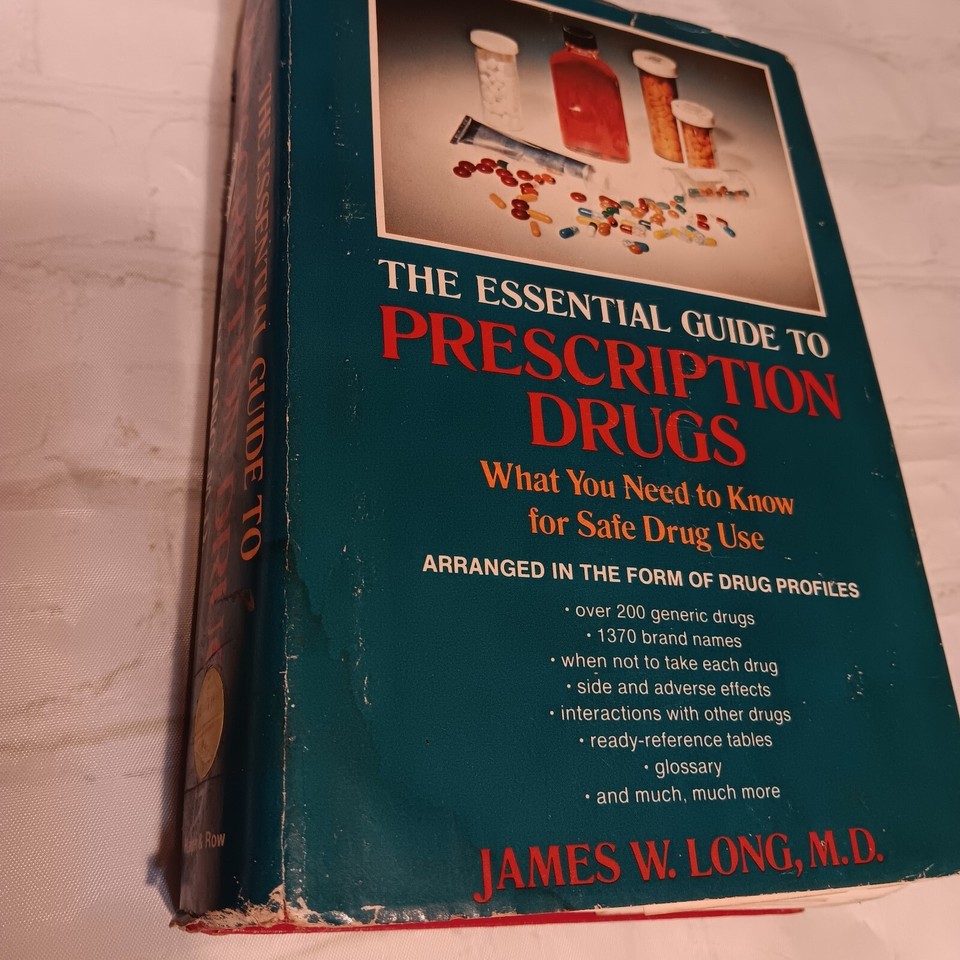 THE ESSENTIAL GUIDE TO
PRESCRIPTION
DRUGS
What You Need to Know
for Safe Drug Use
ARRANGED IN THE FORM OF DRUG PROFILES
• over 200 generic drugs
• 1370 brand names
• when not to take each drug
• side and adverse effects
• interactions with other drugs
• ready-reference tables
• glossary
• and much, much more
JAMES W. LONG, M.D.
THE ESSENTIAL GUIDE TO
& Row